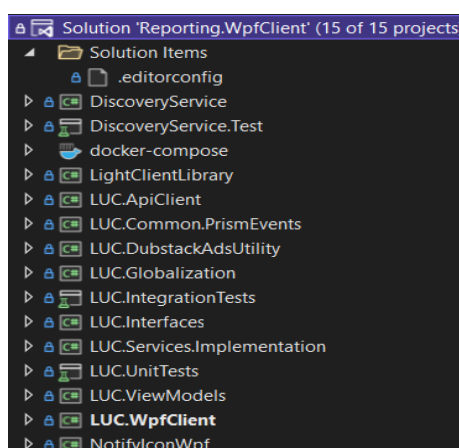 Solution 'Reporting.WpfClient' (15 of 15 projects
Solution Items
.editorconfig
C# DiscoveryService
DiscoveryService.Test
docker-compose
C# LightClientLibrary
C# LUC.ApiClient
C# LUC.Common.PrismEvents
C# LUC.DubstackAdsUtility
C# LUC.Globalization
LUC.IntegrationTests
C# LUC.Interfaces
C# LUC.Services.Implementation
LUC.UnitTests
C# LUC.ViewModels
C# LUC.WpfClient
C# NotifyIconWpf